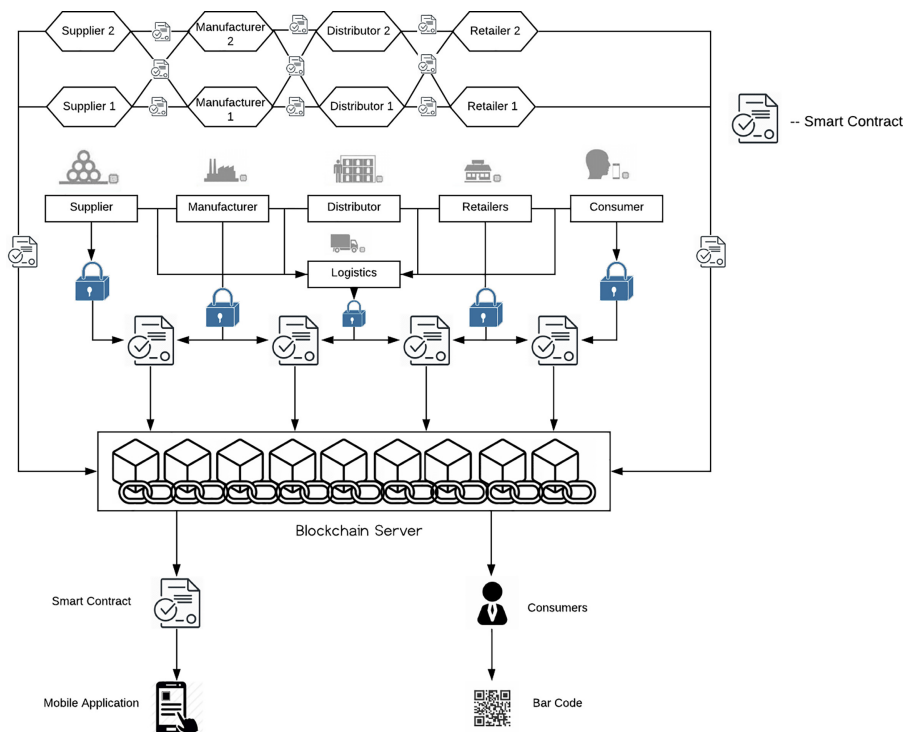 Supplier 2
Manufacturer
2
Distributor 2
Retailer 2
Supplier 1
Manufacturer
1
Distributor 1
Retailer 1
-- Smart Contract
Supplier
Manufacturer
Distributor
Retailers
Consumer
Logistics
Blockchain Server
Smart Contract
Consumers
Mobile Application
Bar Code